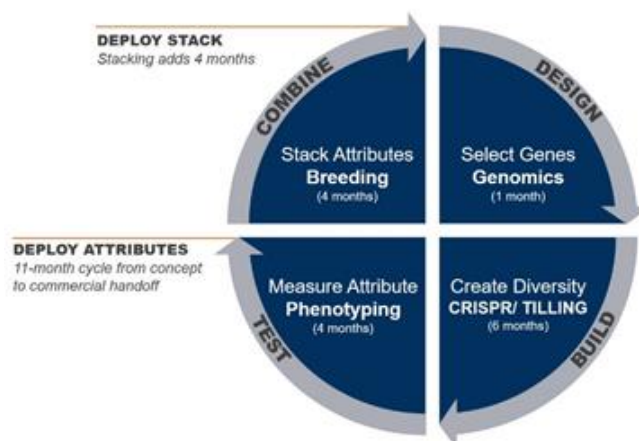 DEPLOY STACK
Stacking adds 4 months
COMBINE
DESIGN
Stack Attributes
Breeding
(4 months)
Select Genes
Genomics
(1 month)
DEPLOY ATTRIBUTES
11-month cycle from concept
to commercial handoff
Measure Attribute
Phenotyping
(4 months)
Create Diversity
CRISPR/ TILLING
(6 months)
TEST
BUILD